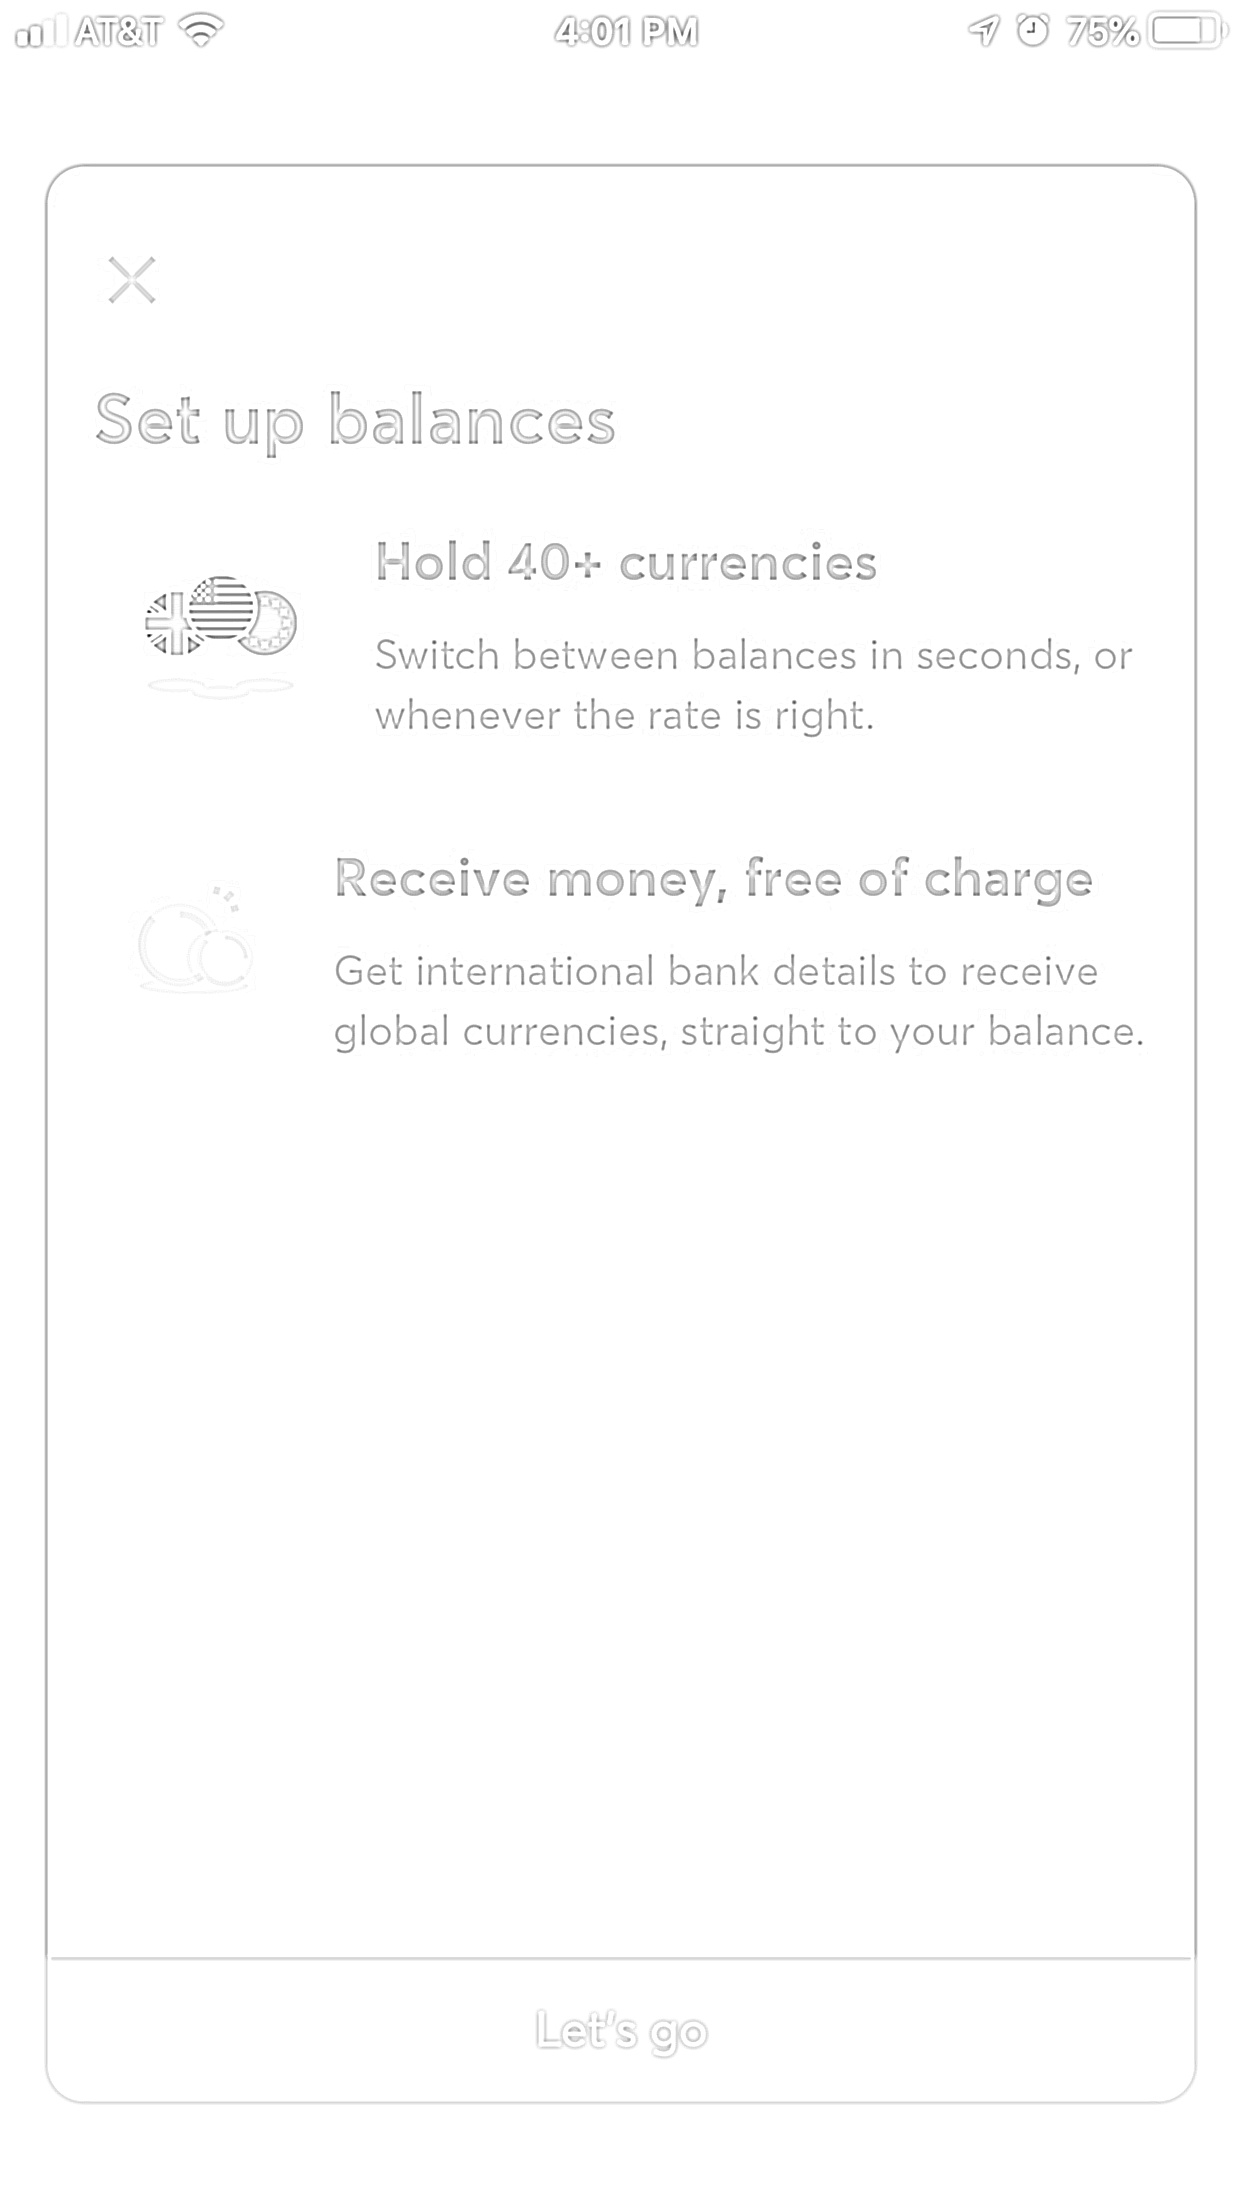 AT&T 4:01 PM 75%
Set up balances
Hold 40+ currencies
Switch between balances in seconds, or
whenever the rate is right.
Receive money, free of charge
Get international bank details to receive
global currencies, straight to your balance.
Let's go